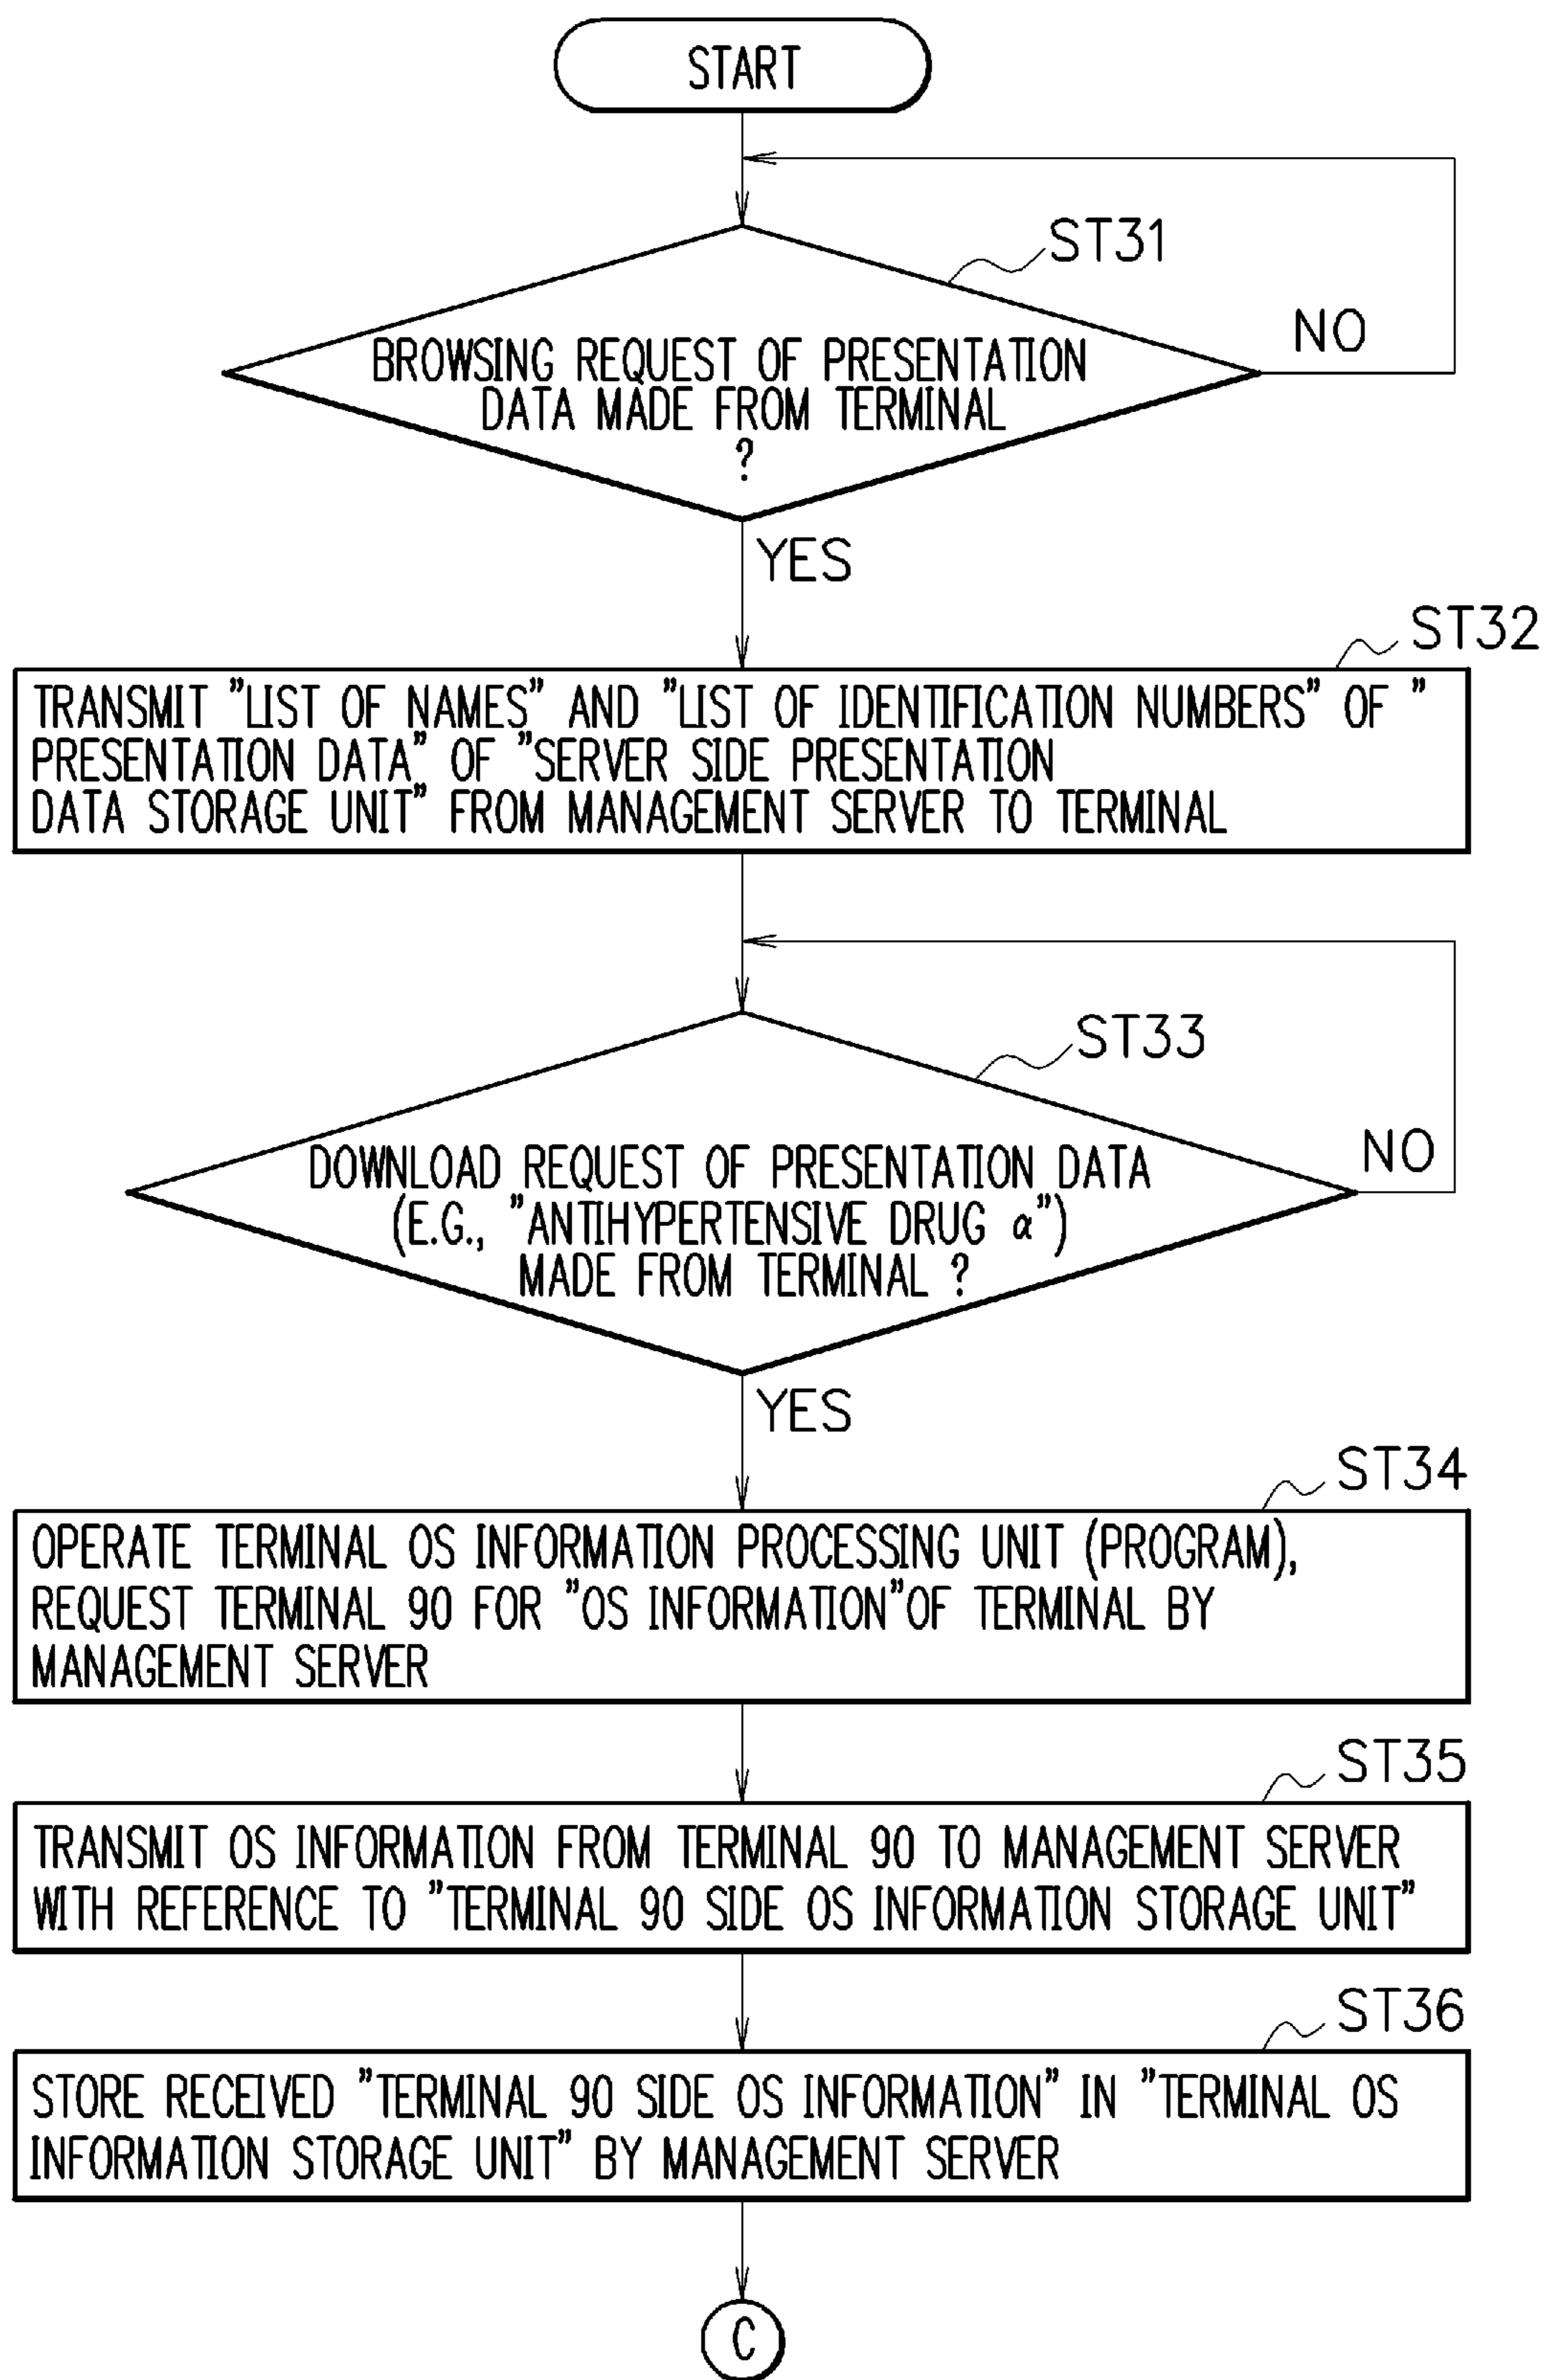 START
ST31
BROWSING REQUEST OF PRESENTATION
DATA MADE FROM TERMINAL
?
NO
YES
ST32
TRANSMIT "LIST OF NAMES" AND "LIST OF IDENTIFICATION NUMBERS" OF "
PRESENTATION DATA" OF "SERVER SIDE PRESENTATION
DATA STORAGE UNIT" FROM MANAGEMENT SERVER TO TERMINAL
ST33
DOWNLOAD REQUEST OF PRESENTATION DATA
(E.G., "ANTIHYPERTENSIVE DRUG α")
MADE FROM TERMINAL ?
NO
YES
ST34
OPERATE TERMINAL OS INFORMATION PROCESSING UNIT (PROGRAM),
REQUEST TERMINAL 90 FOR "OS INFORMATION"OF TERMINAL BY
MANAGEMENT SERVER
ST35
TRANSMIT OS INFORMATION FROM TERMINAL 90 TO MANAGEMENT SERVER
WITH REFERENCE TO "TERMINAL 90 SIDE OS INFORMATION STORAGE UNIT"
ST36
STORE RECEIVED "TERMINAL 90 SIDE OS INFORMATION" IN "TERMINAL OS
INFORMATION STORAGE UNIT" BY MANAGEMENT SERVER
C